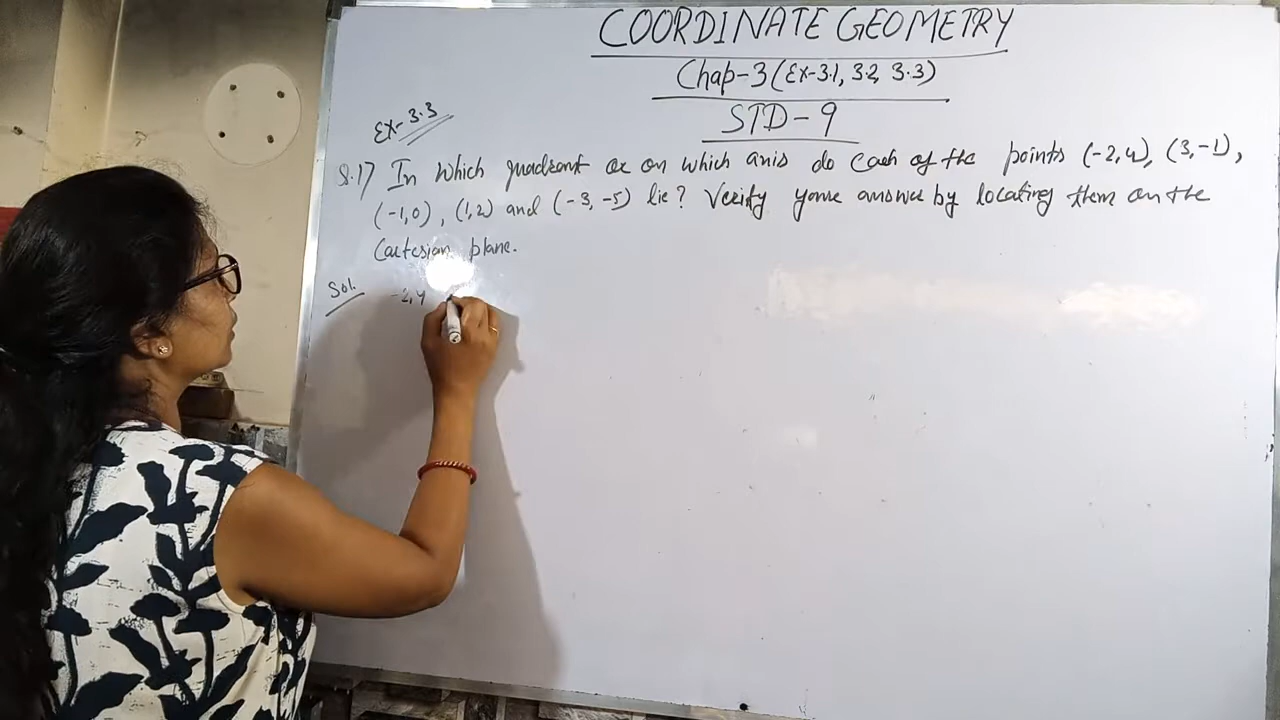 COORDINATE GEOMETRY
Chap-3(Ex-3.1, 3.2, 3.3)
STD-9
Ex-3.3
Q.1) In which quadrant or on which axis do each of the points (-2,4), (3,-1),
(-1,0), (1,2) and (-3,-5) lie? Verify your answer by locating them on the
Cartesian plane.
Sol.
-2,4